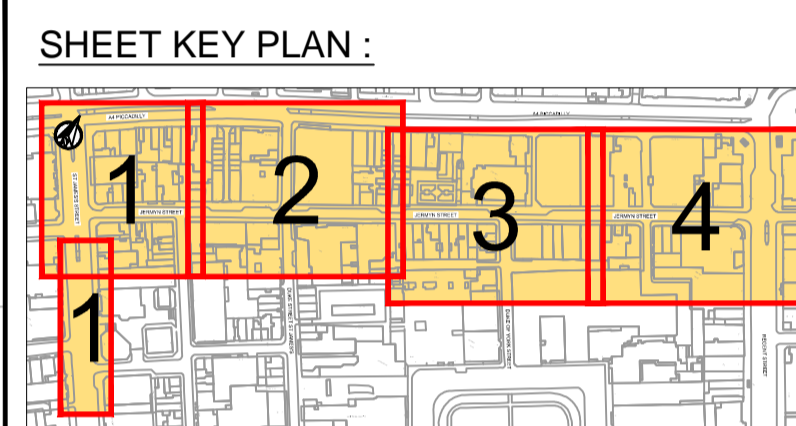 SHEET KEY PLAN :
A4 PICCADILLY
A4 PICCADILLY
ST JAMES'S STREET
1
2
3
4
JERMYN STREET
JERMYN STREET
JERMYN STREET
1
DUKE STREET ST JAMES'S
DUKE OF YORK STREET
REGENT STREET